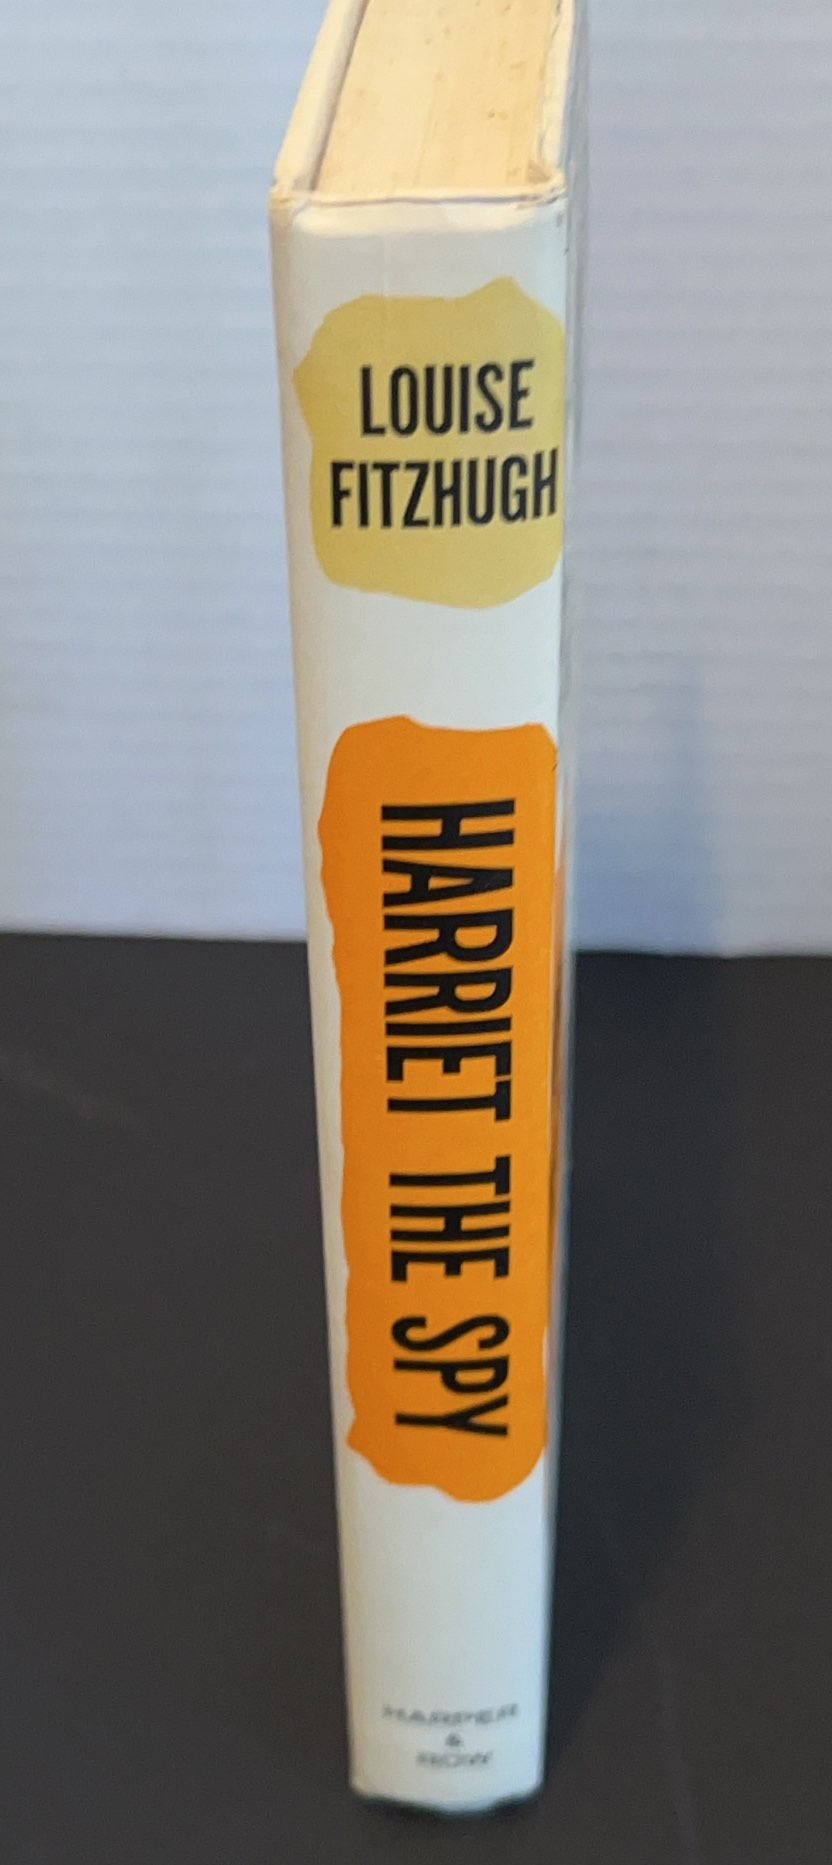 LOUISE
FITZHUGH
HARRIET THE SPY
HARPER
&
ROW